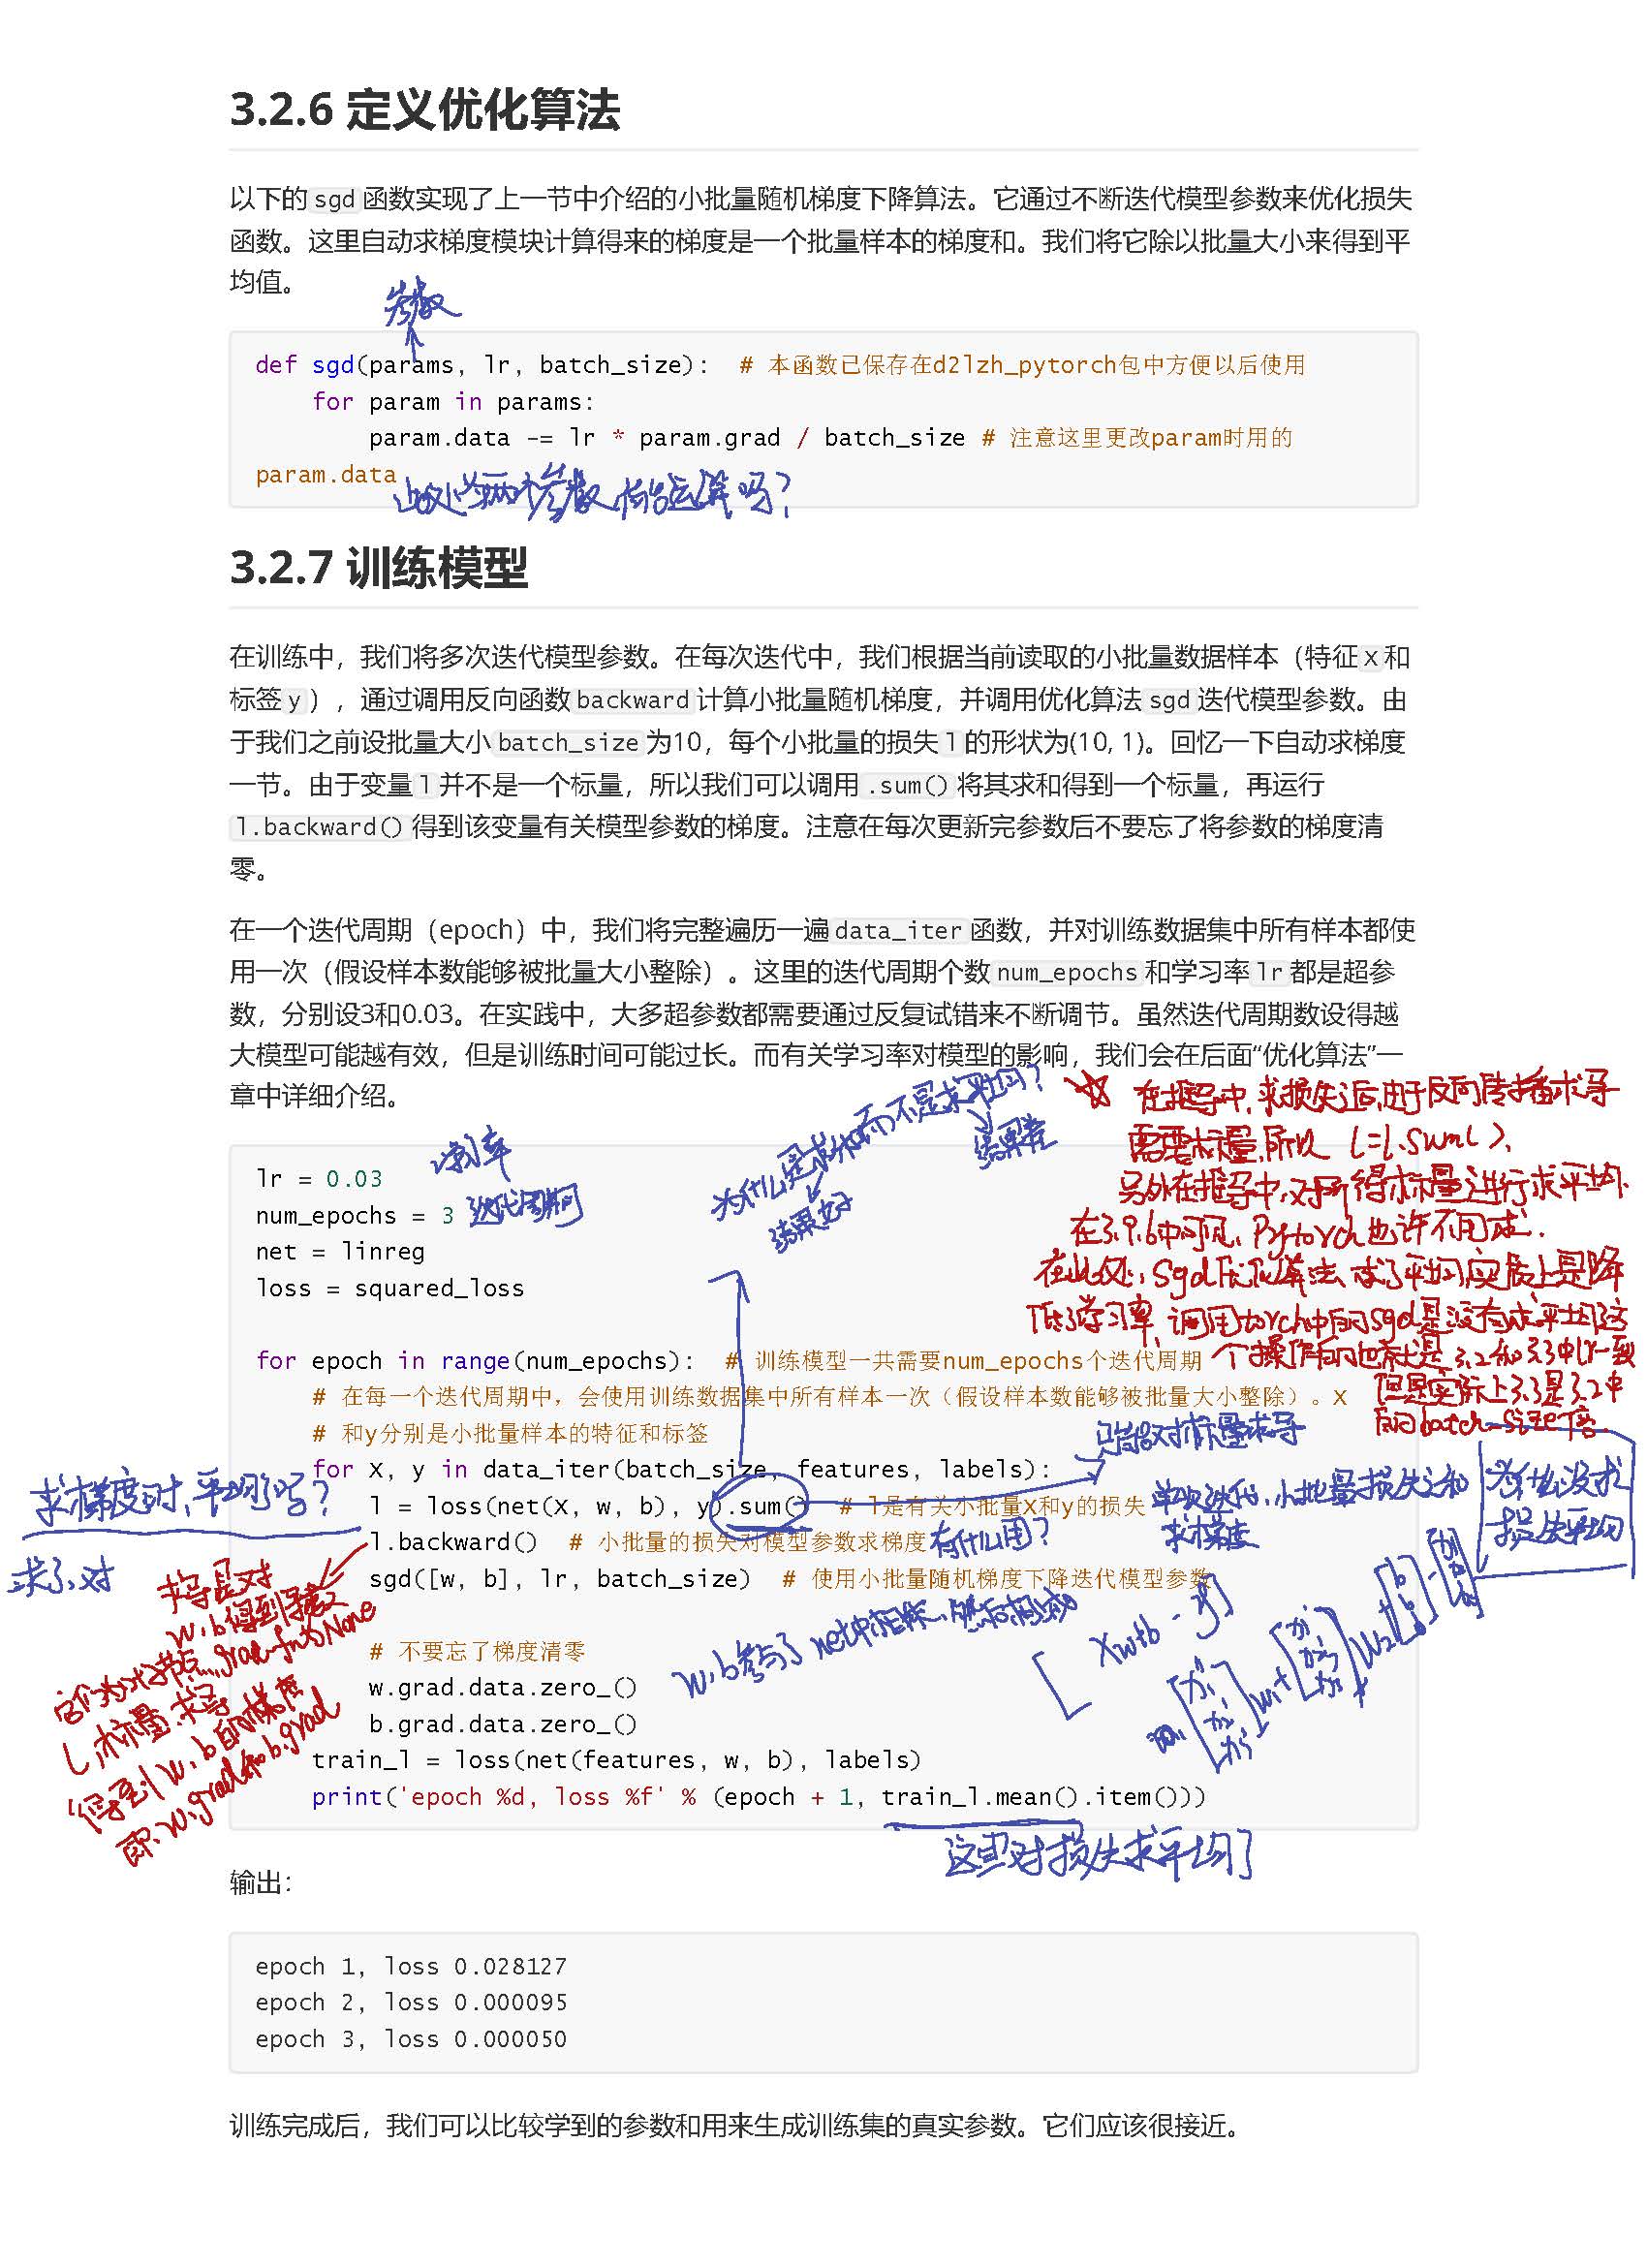 3.2.6 定义优化算法
以下的sgd函数实现了上一节中介绍的小批量随机梯度下降算法。它通过不断迭代模型参数来优化损失
函数。这里自动求梯度模块计算得来的梯度是一个批量样本的梯度和。我们将它除以批量大小来得到平
均值。
参数
def sgd(params, lr, batch_size):  # 本函数已保存在d2lzh_pytorch包中方便以后使用
    for param in params:
        param.data -= lr * param.grad / batch_size # 注意这里更改param时用的
param.data
此处两个参数均能运算吗？
3.2.7 训练模型
在训练中，我们将多次迭代模型参数。在每次迭代中，我们根据当前读取的小批量数据样本（特征x和
标签y），通过调用反向函数backward计算小批量随机梯度，并调用优化算法sgd迭代模型参数。由
于我们之前设批量大小batch_size为10，每个小批量的损失l的形状为(10, 1)。回忆一下自动求梯度
一节。由于变量l并不是一个标量，所以我们可以调用.sum()将其求和得到一个标量，再运行
l.backward()得到该变量有关模型参数的梯度。注意在每次更新完参数后不要忘了将参数的梯度清
零。
在一个迭代周期（epoch）中，我们将完整遍历一遍data_iter函数，并对训练数据集中所有样本都使
用一次（假设样本数能够被批量大小整除）。这里的迭代周期个数num_epochs和学习率lr都是超参
数，分别设3和0.03。在实践中，大多超参数都需要通过反复试错来不断调节。虽然迭代周期数设得越
大模型可能越有效，但是训练时间可能过长。而有关学习率对模型的影响，我们会在后面“优化算法”一
章中详细介绍。
为什么是求和而不是求平均？
结果好
结果差
在推导中，求损失后，由于反向传播求导
需要标量，所以 l=l.sum().
另外在推导中，对所得标量进行求平均.
在3.9.6中可见，Pytorch也许不同成.
在此处，sgd优化算法，求了平均，实质上是降
低了学习率，调用torch中的sgd是没有求平均这
个操作的，也就是3.2和3.3中lr一致
但是实际上3.3是3.2中
的batch_size倍.
lr = 0.03
学习率
num_epochs = 3
迭代周期
net = linreg
loss = squared_loss
for epoch in range(num_epochs):  # 训练模型一共需要num_epochs个迭代周期
    # 在每一个迭代周期中，会使用训练数据集中所有样本一次（假设样本数能够被批量大小整除）。x
    # 和y分别是小批量样本的特征和标签
    for X, y in data_iter(batch_size, features, labels):
        l = loss(net(X, w, b), y).sum()  # l是有关小批量X和y的损失
        l.backward()  # 小批量的损失对模型参数求梯度
        sgd([w, b], lr, batch_size)  # 使用小批量随机梯度下降迭代模型参数
        # 不要忘了梯度清零
        w.grad.data.zero_()
        b.grad.data.zero_()
    train_l = loss(net(features, w, b), labels)
    print('epoch %d, loss %f' % (epoch + 1, train_l.mean().item()))
只能对标量求导
单次迭代，小批量损失之和
求梯度
有什么用？
为什么没求
损失平均
求梯度时，平均了吗？
求了，对
求导是对
w.b得到
l，标量，求导
得到w.b的梯度
即：w.grad和b.grad
w.b参与了net中
Xw+b - y
这里对损失求平均了
输出：
epoch 1, loss 0.028127
epoch 2, loss 0.000095
epoch 3, loss 0.000050
训练完成后，我们可以比较学到的参数和用来生成训练集的真实参数。它们应该很接近。